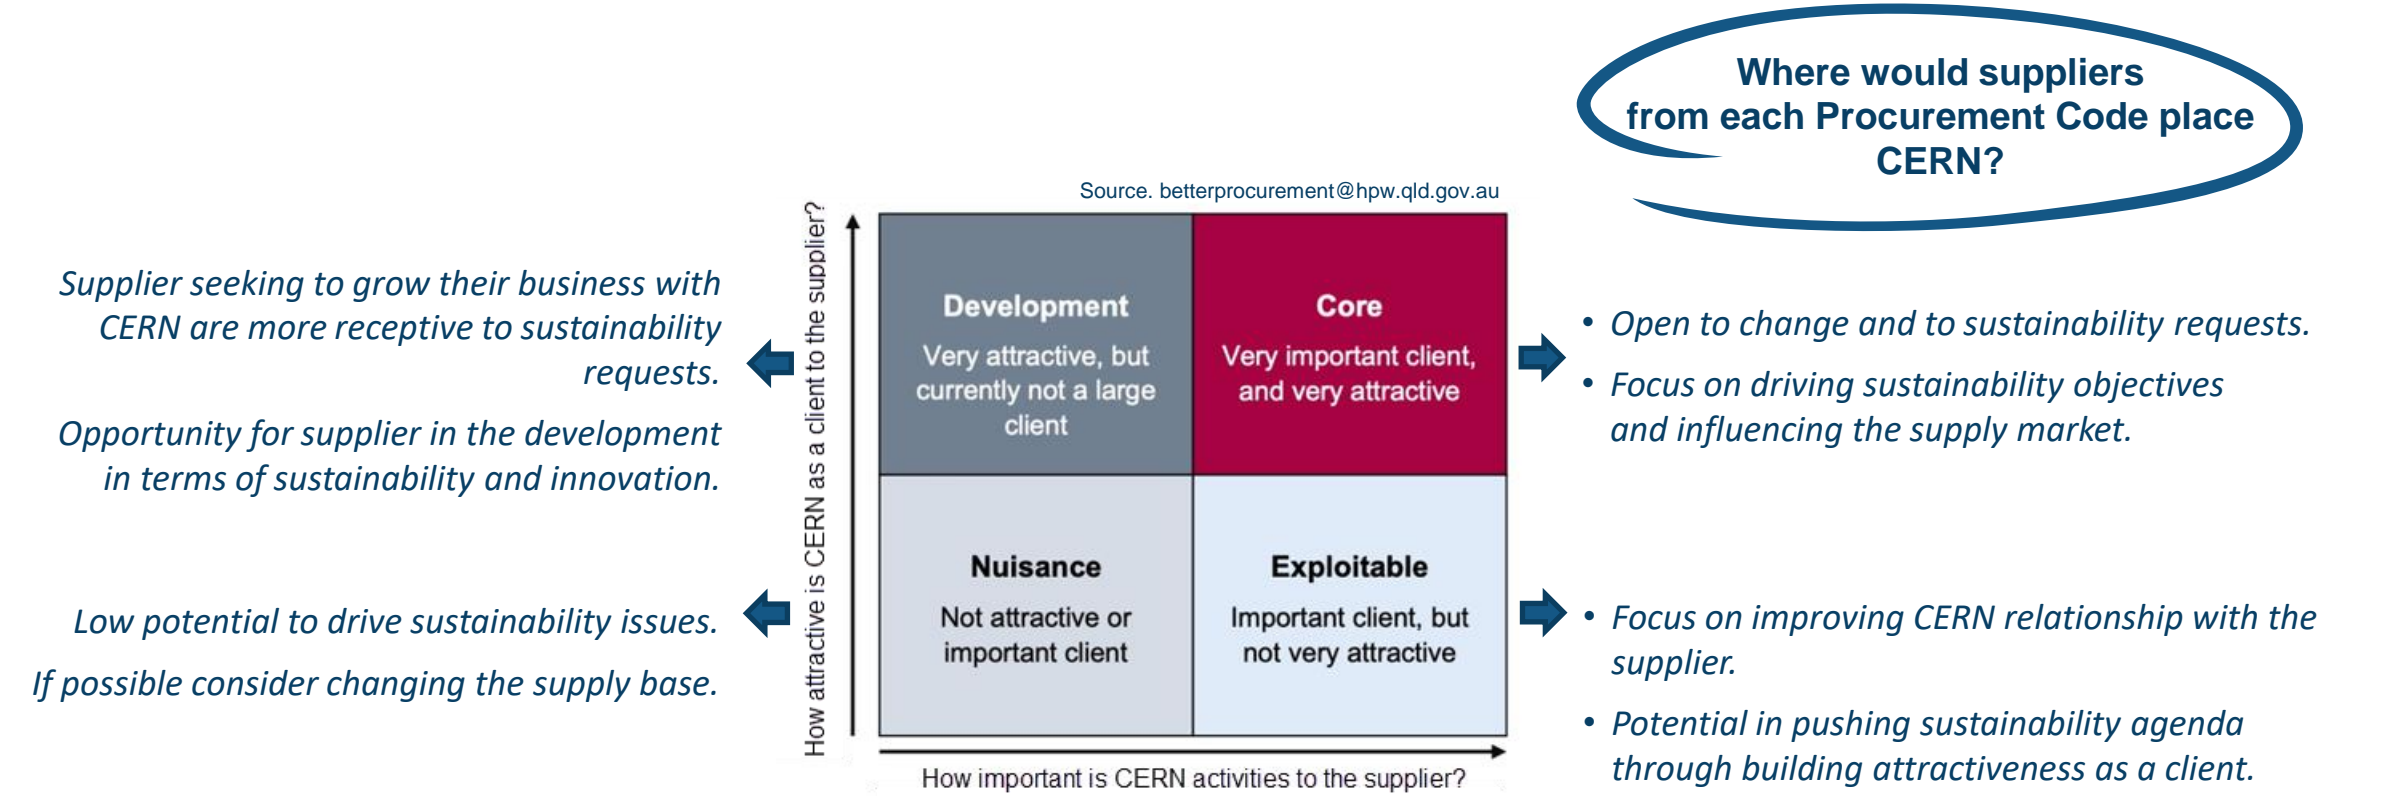 Where would suppliers
from each Procurement Code place
CERN?
Source. betterprocurement@hpw.qld.gov.au
Supplier seeking to grow their business with
CERN are more receptive to sustainability
requests.
Opportunity for supplier in the development
in terms of sustainability and innovation.
Low potential to drive sustainability issues.
If possible consider changing the supply base.
How attractive is CERN as a client to the supplier?
Development
Very attractive, but
currently not a large
client
Core
Very important client,
and very attractive
Nuisance
Not attractive or
important client
Exploitable
Important client, but
not very attractive
How important is CERN activities to the supplier?
• Open to change and to sustainability requests.
• Focus on driving sustainability objectives
and influencing the supply market.
• Focus on improving CERN relationship with the
supplier.
• Potential in pushing sustainability agenda
through building attractiveness as a client.